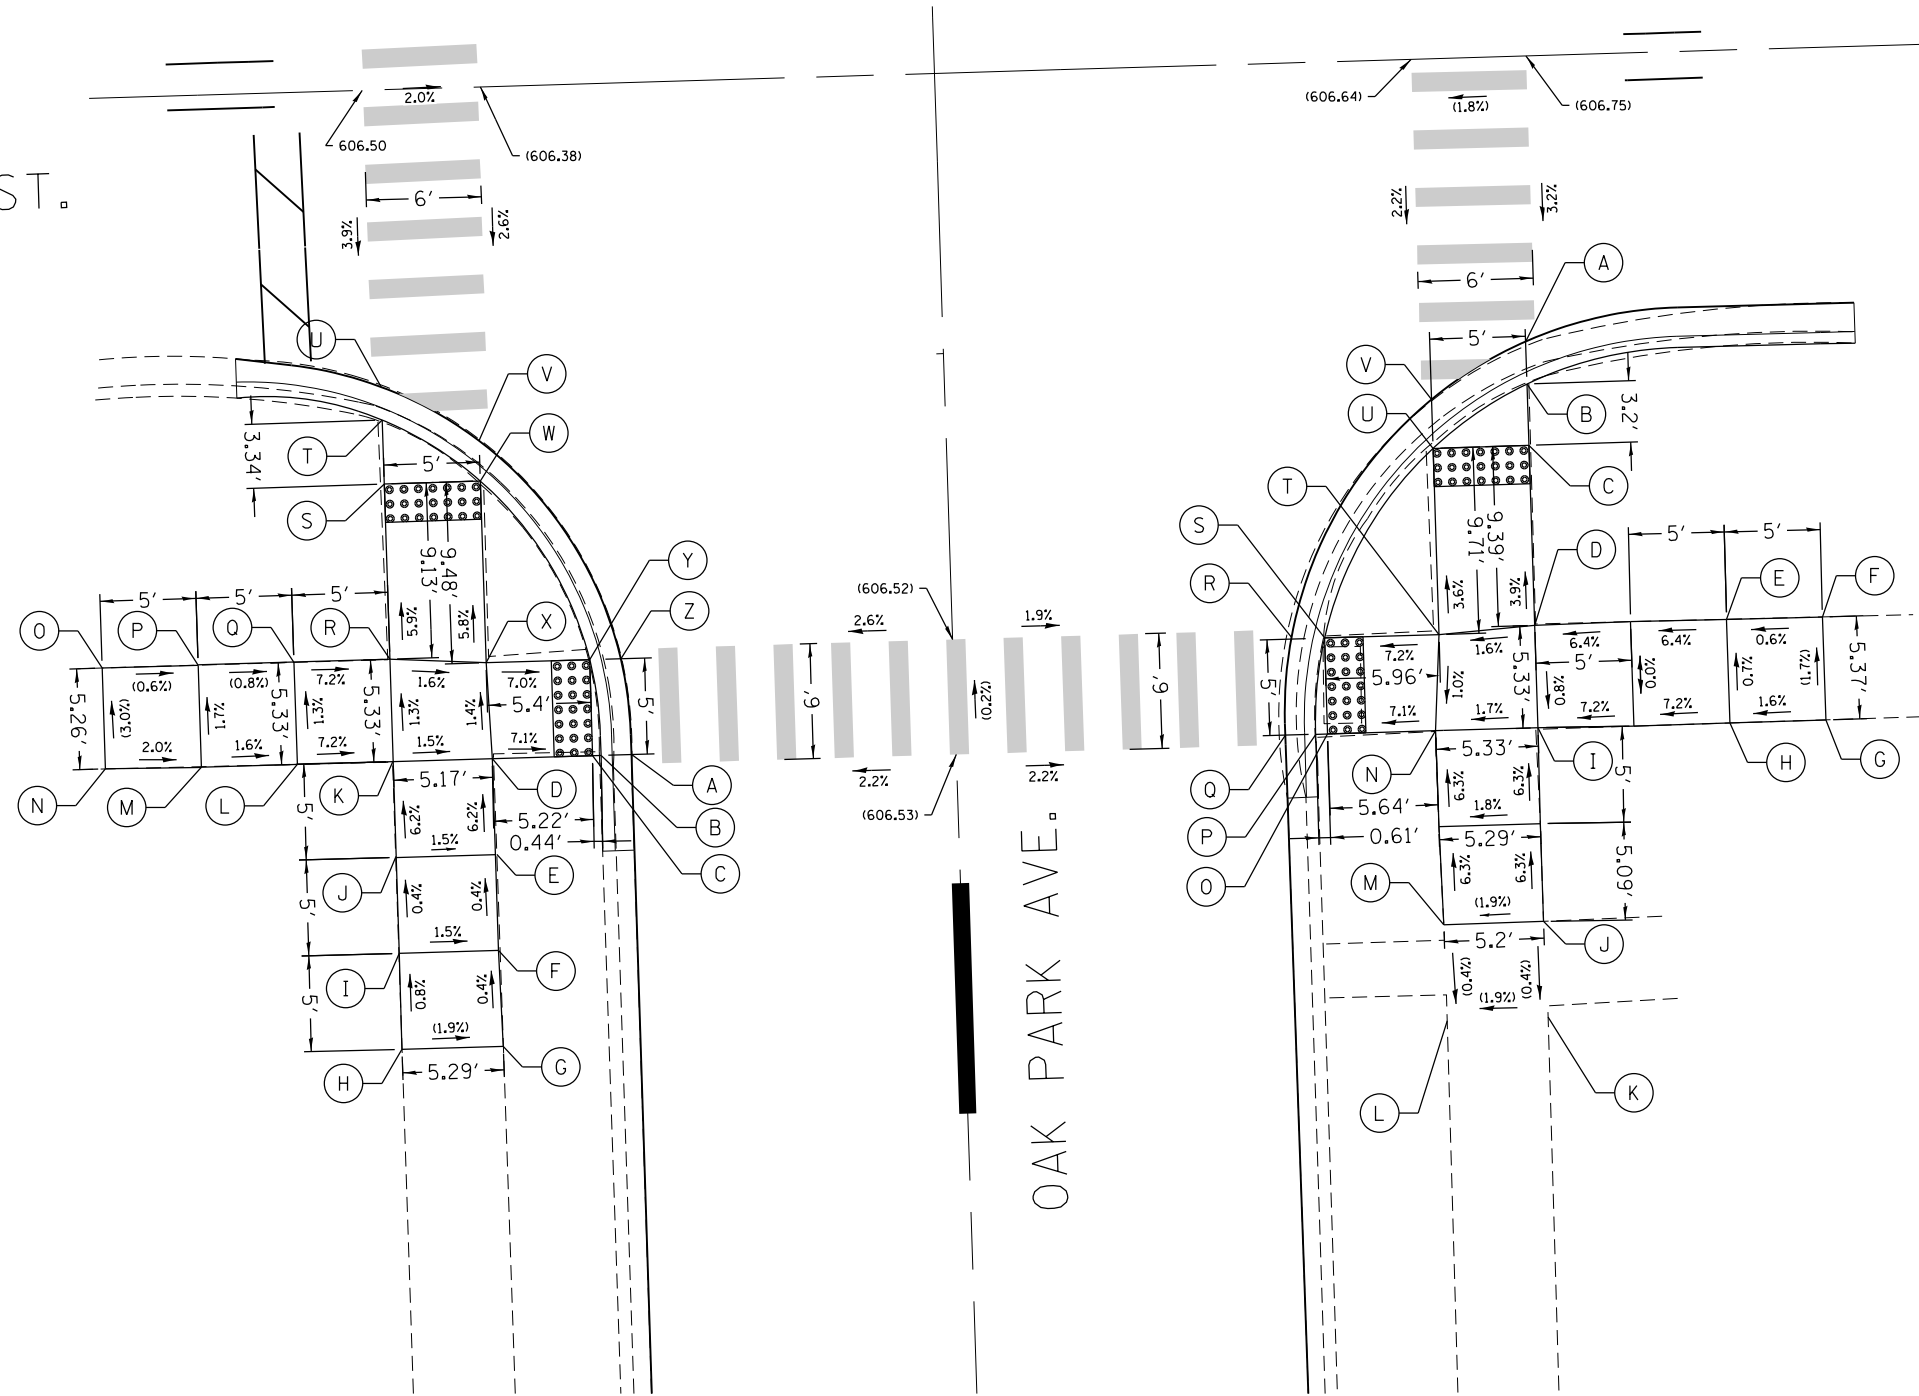 ST.
OAK PARK AVE.
2.0%
606.50
(606.38)
6'
3.9%
2.6%
U
V
W
T
3.34'
5'
S
9.13'
9.48'
5.9%
5.8%
Y
Z
X
R
Q
P
O
5'
5'
5'
(0.6%)
(0.8%)
7.2%
1.6%
7.0%
5.26'
(3.0%)
1.7%
5.33'
1.3%
5.33'
1.3%
1.4%
5.4'
5'
2.0%
1.6%
7.2%
1.5%
7.1%
N
M
L
K
D
A
B
C
5.17'
5.22'
0.44'
5'
6.2%
6.2%
1.5%
J
E
5'
0.4%
0.4%
1.5%
I
F
5'
0.8%
0.4%
(1.9%)
H
G
5.29'
(606.52)
2.6%
1.9%
6'
6'
(0.2%)
2.2%
2.2%
(606.53)
(606.64)
(1.8%)
(606.75)
2.2%
3.2%
6'
A
V
5'
U
B
3.2'
C
T
9.71'
9.39'
S
3.6%
3.9%
D
5'
5'
E
F
R
7.2%
1.6%
6.4%
6.4%
0.6%
5'
5.96'
1.0%
5.33'
5'
0.8%
0.0%
0.7%
(1.7%)
5.37'
7.1%
1.7%
7.2%
7.2%
1.6%
Q
N
5.33'
I
H
G
P
5.64'
6.3%
6.3%
1.8%
5'
0.61'
O
M
5.29'
6.3%
6.3%
(1.9%)
5.09'
5.2'
J
(0.4%)
(0.4%)
(1.9%)
L
K